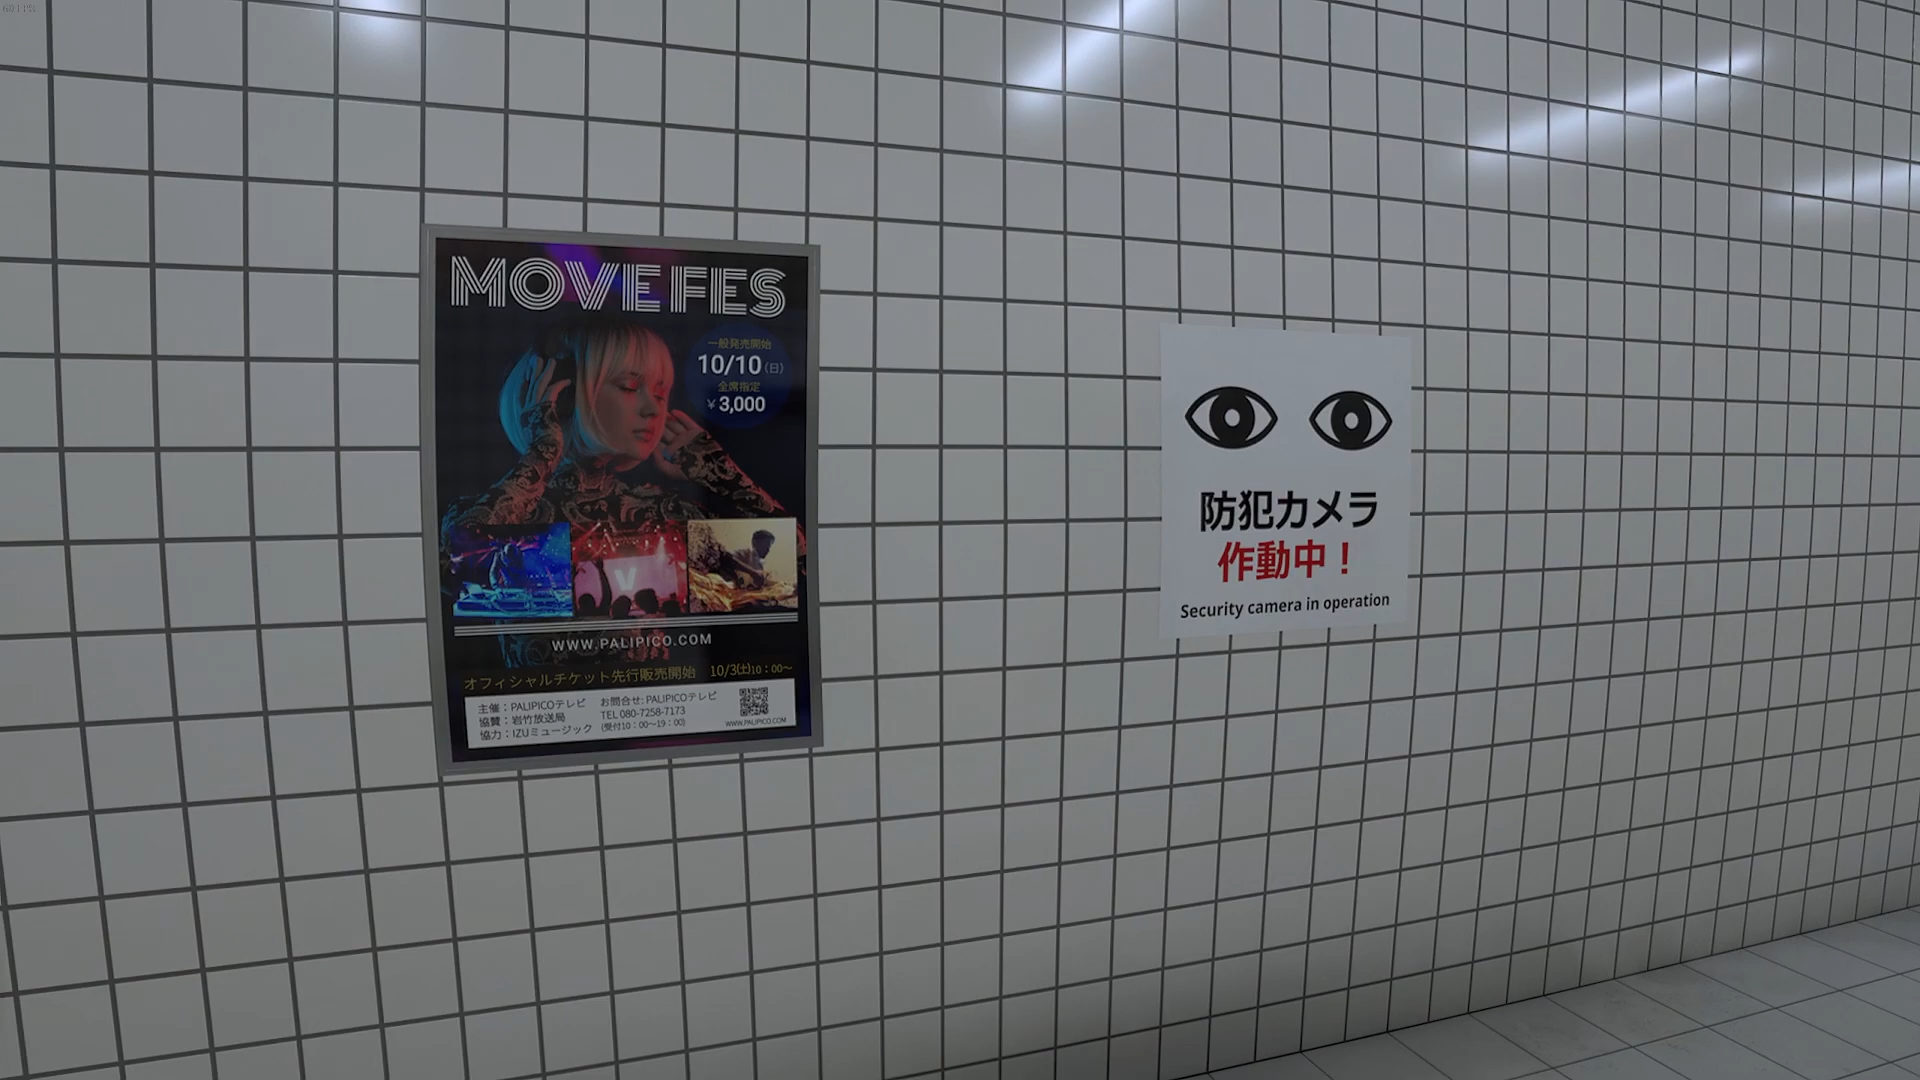 MOVE FES
一般発売開始
10/10(日)
全席指定
¥3,000
WWW.PALIPICO.COM
オフィシャルチケット先行販売開始 10/3(土)10:00～
主催:PALIPICOテレビ
協賛:岩竹放送局
協力:IZUミュージック
お問合せ: PALIPICOテレビ
TEL 080-7258-7173
(受付10:00～19:00)
WWW.PALIPICO.COM
防犯カメラ
作動中!
Security camera in operation